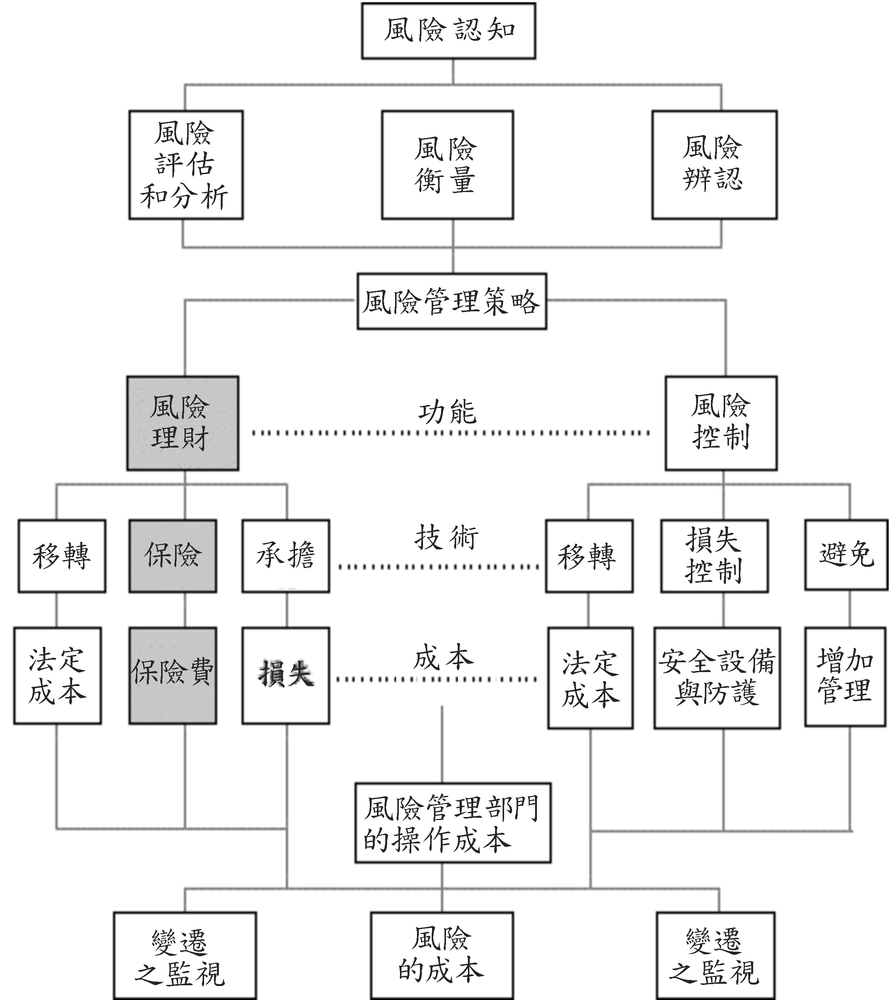 風險認知
風險
評估
和分析
風險
衡量
風險
辨認
風險管理策略
風險
理財
功能
風險
控制
移轉
保險
承擔
技術
移轉
損失
控制
避免
法定
成本
保險費
損失
成本
法定
成本
安全設備
與防護
增加
管理
風險管理部門
的操作成本
變遷
之監視
風險
的成本
變遷
之監視